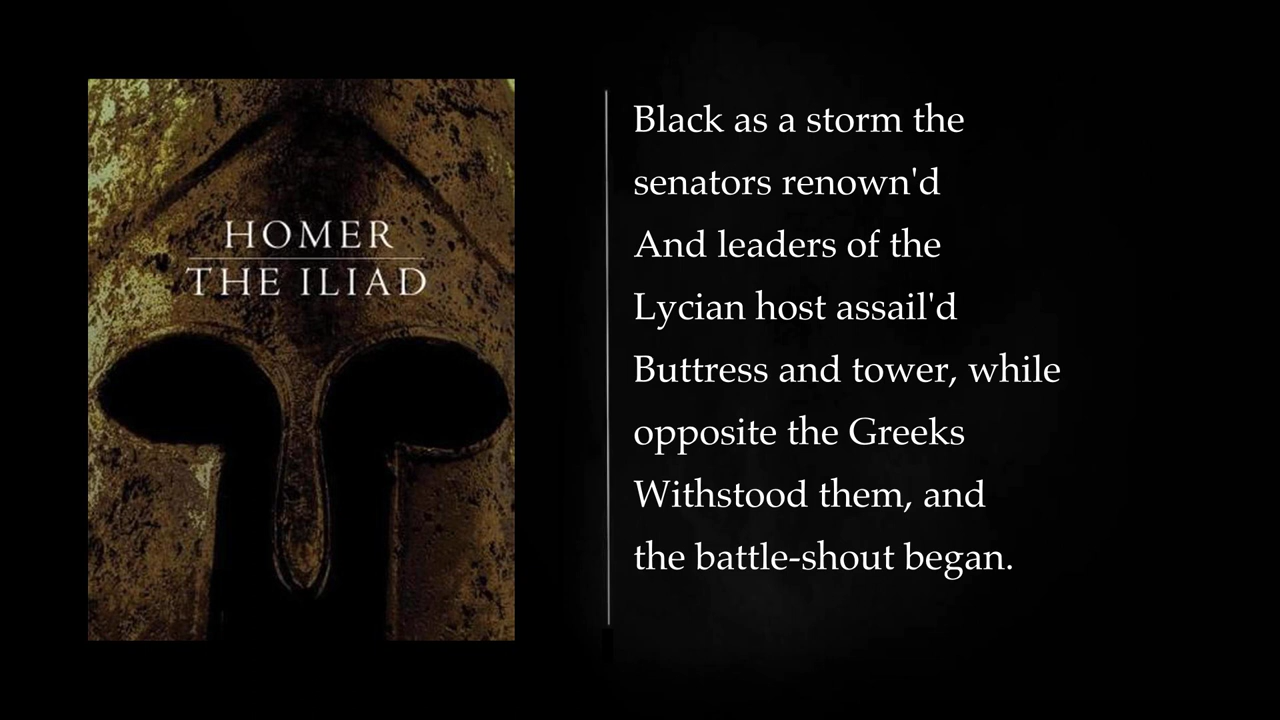 HOMER
THE ILIAD
Black as a storm the
senators renown'd
And leaders of the
Lycian host assail'd
Buttress and tower, while
opposite the Greeks
Withstood them, and
the battle-shout began.